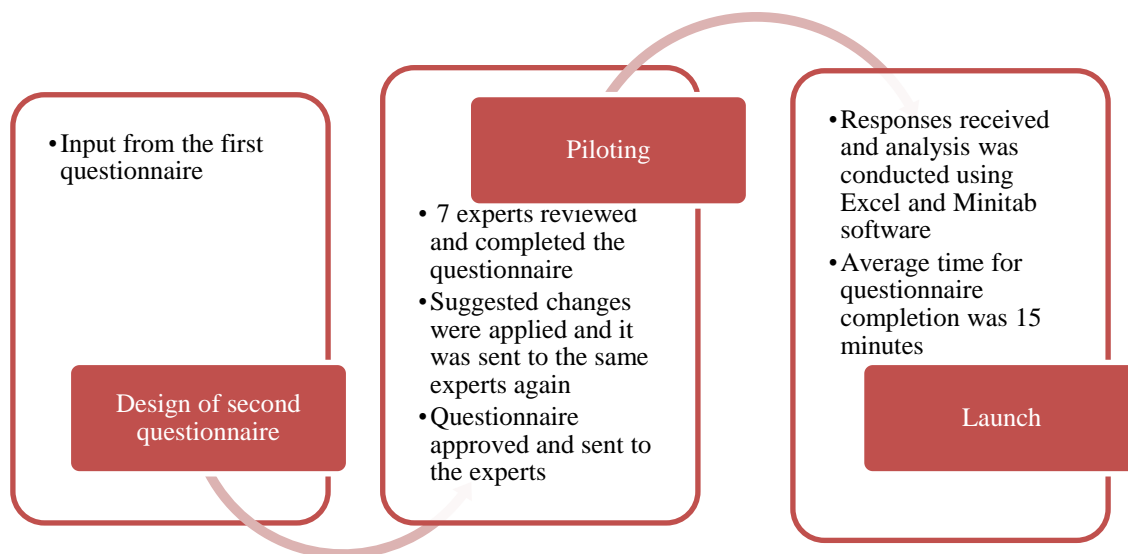 •Input from the first
questionnaire
Design of second
questionnaire
Piloting
• 7 experts reviewed
and completed the
questionnaire
•Suggested changes
were applied and it
was sent to the same
experts again
•Questionnaire
approved and sent to
the experts
•Responses received
and analysis was
conducted using
Excel and Minitab
software
•Average time for
questionnaire
completion was 15
minutes
Launch